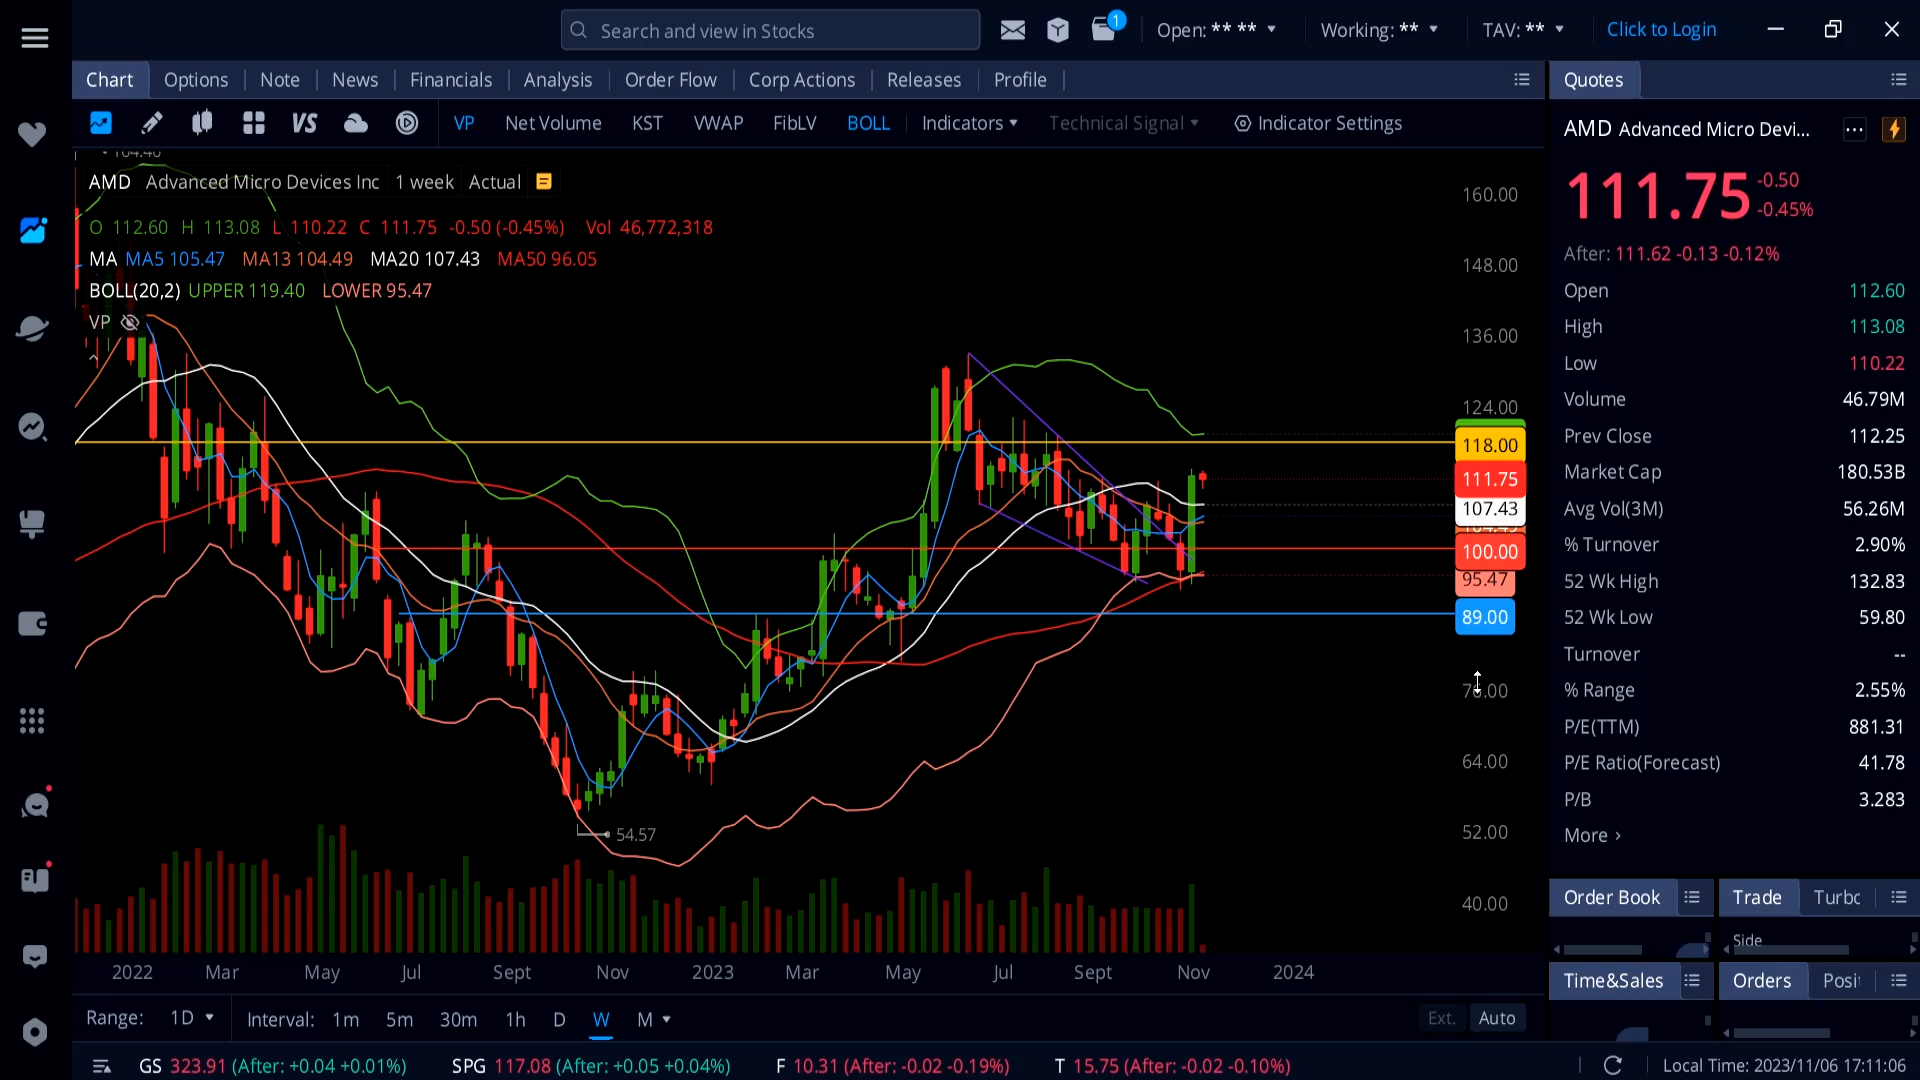 Search and view in Stocks
1
Open: ** **
Working: **
TAV: **
Click to Login
Chart Options Note News Financials Analysis Order Flow Corp Actions Releases Profile
Quotes
VS VP Net Volume KST VWAP FibLV BOLL Indicators Technical Signal Indicator Settings
AMD Advanced Micro Devi...
AMD Advanced Micro Devices Inc 1 week Actual
O 112.60 H 113.08 L 110.22 C 111.75 -0.50 (-0.45%) Vol 46,772,318
MA MA5 105.47 MA13 104.49 MA20 107.43 MA50 96.05
BOLL(20,2) UPPER 119.40 LOWER 95.47
VP
160.00
148.00
136.00
124.00
118.00
111.75
107.43
100.00
95.47
89.00
64.00
52.00
40.00
54.57
2022 Mar May Jul Sept Nov 2023 Mar May Jul Sept Nov 2024
Range: 1D Interval: 1m 5m 30m 1h D W M
Ext. Auto
111.75 -0.50
-0.45%
After: 111.62 -0.13 -0.12%
Open 112.60
High 113.08
Low 110.22
Volume 46.79M
Prev Close 112.25
Market Cap 180.53B
Avg Vol(3M) 56.26M
% Turnover 2.90%
52 Wk High 132.83
52 Wk Low 59.80
Turnover --
% Range 2.55%
P/E(TTM) 881.31
P/E Ratio(Forecast) 41.78
P/B 3.283
More ›
Order Book
Trade Turbo
Side
Time&Sales
Orders
GS 323.91 (After: +0.04 +0.01%) SPG 117.08 (After: +0.05 +0.04%) F 10.31 (After: -0.02 -0.19%) T 15.75 (After: -0.02 -0.10%)
Local Time: 2023/11/06 17:11:06